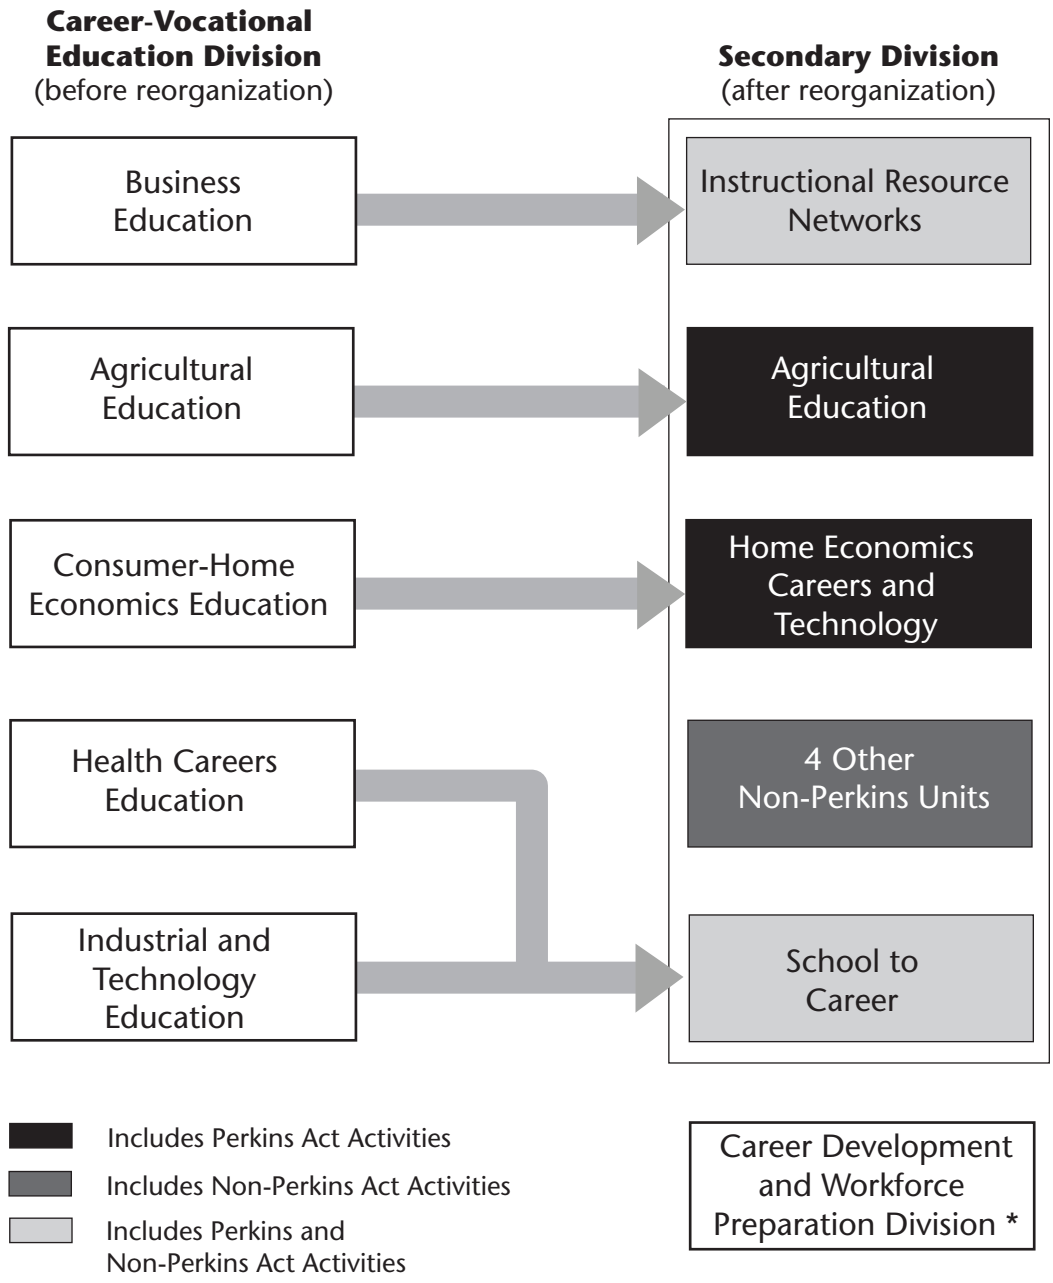 Career-Vocational
Education Division
(before reorganization)
Secondary Division
(after reorganization)
Business
Education
Instructional Resource
Networks
Agricultural
Education
Agricultural
Education
Consumer-Home
Economics Education
Home Economics
Careers and
Technology
Health Careers
Education
4 Other
Non-Perkins Units
Industrial and
Technology
Education
School to
Career
Includes Perkins Act Activities
Includes Non-Perkins Act Activities
Includes Perkins and
Non-Perkins Act Activities
Career Development
and Workforce
Preparation Division *